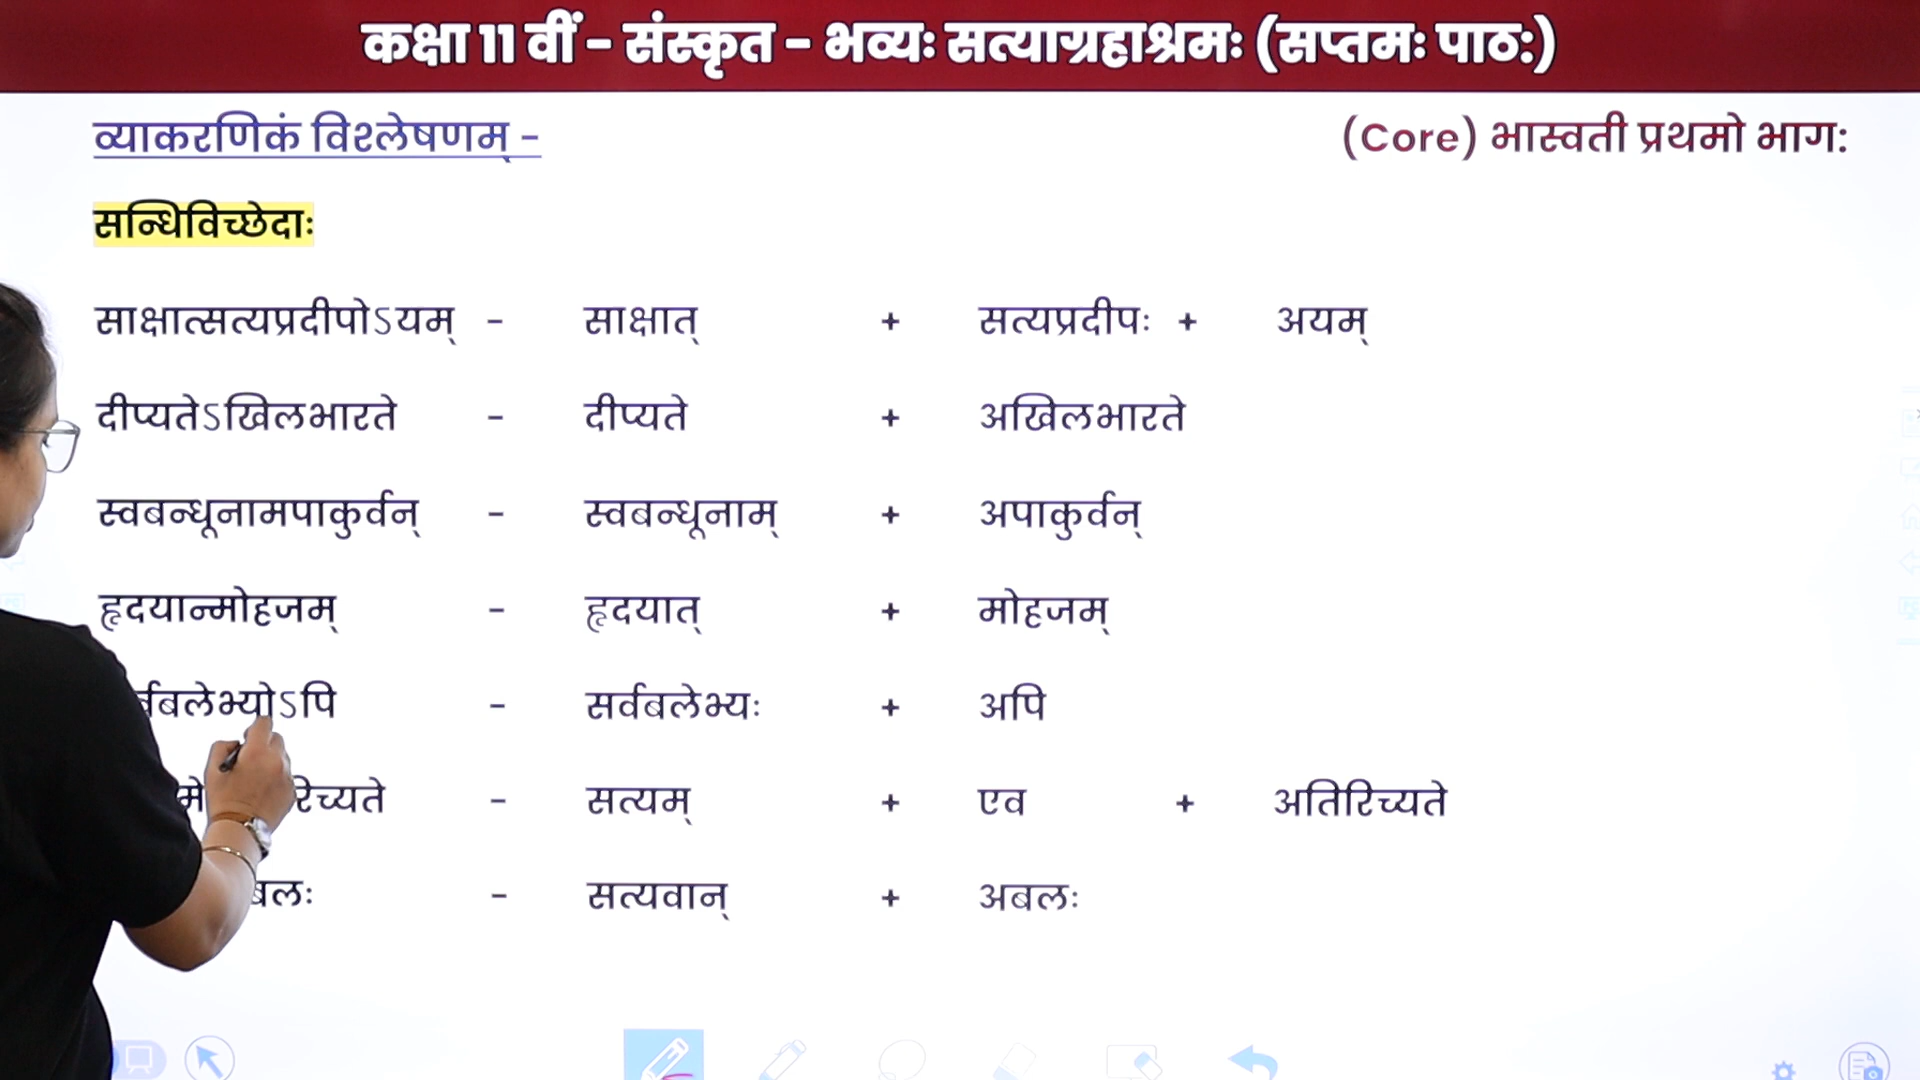 कक्षा 11 वीं - संस्कृत - भव्यः सत्याग्रहाश्रमः (सप्तमः पाठः)
व्याकरणिकं विश्लेषणम् -
(Core) भास्वती प्रथमो भाग:
सन्धिविच्छेदाः
साक्षात्सत्यप्रदीपोऽयम् - साक्षात् + सत्यप्रदीपः + अयम्
दीप्यतेऽखिलभारते - दीप्यते + अखिलभारते
स्वबन्धूनामपाकुर्वन् - स्वबन्धूनाम् + अपाकुर्वन्
हृदयान्मोहजम् - हृदयात् + मोहजम्
र्वबलेभ्योऽपि - सर्वबलेभ्यः + अपि
रिच्यते - सत्यम् + एव + अतिरिच्यते
बलः - सत्यवान् + अबलः